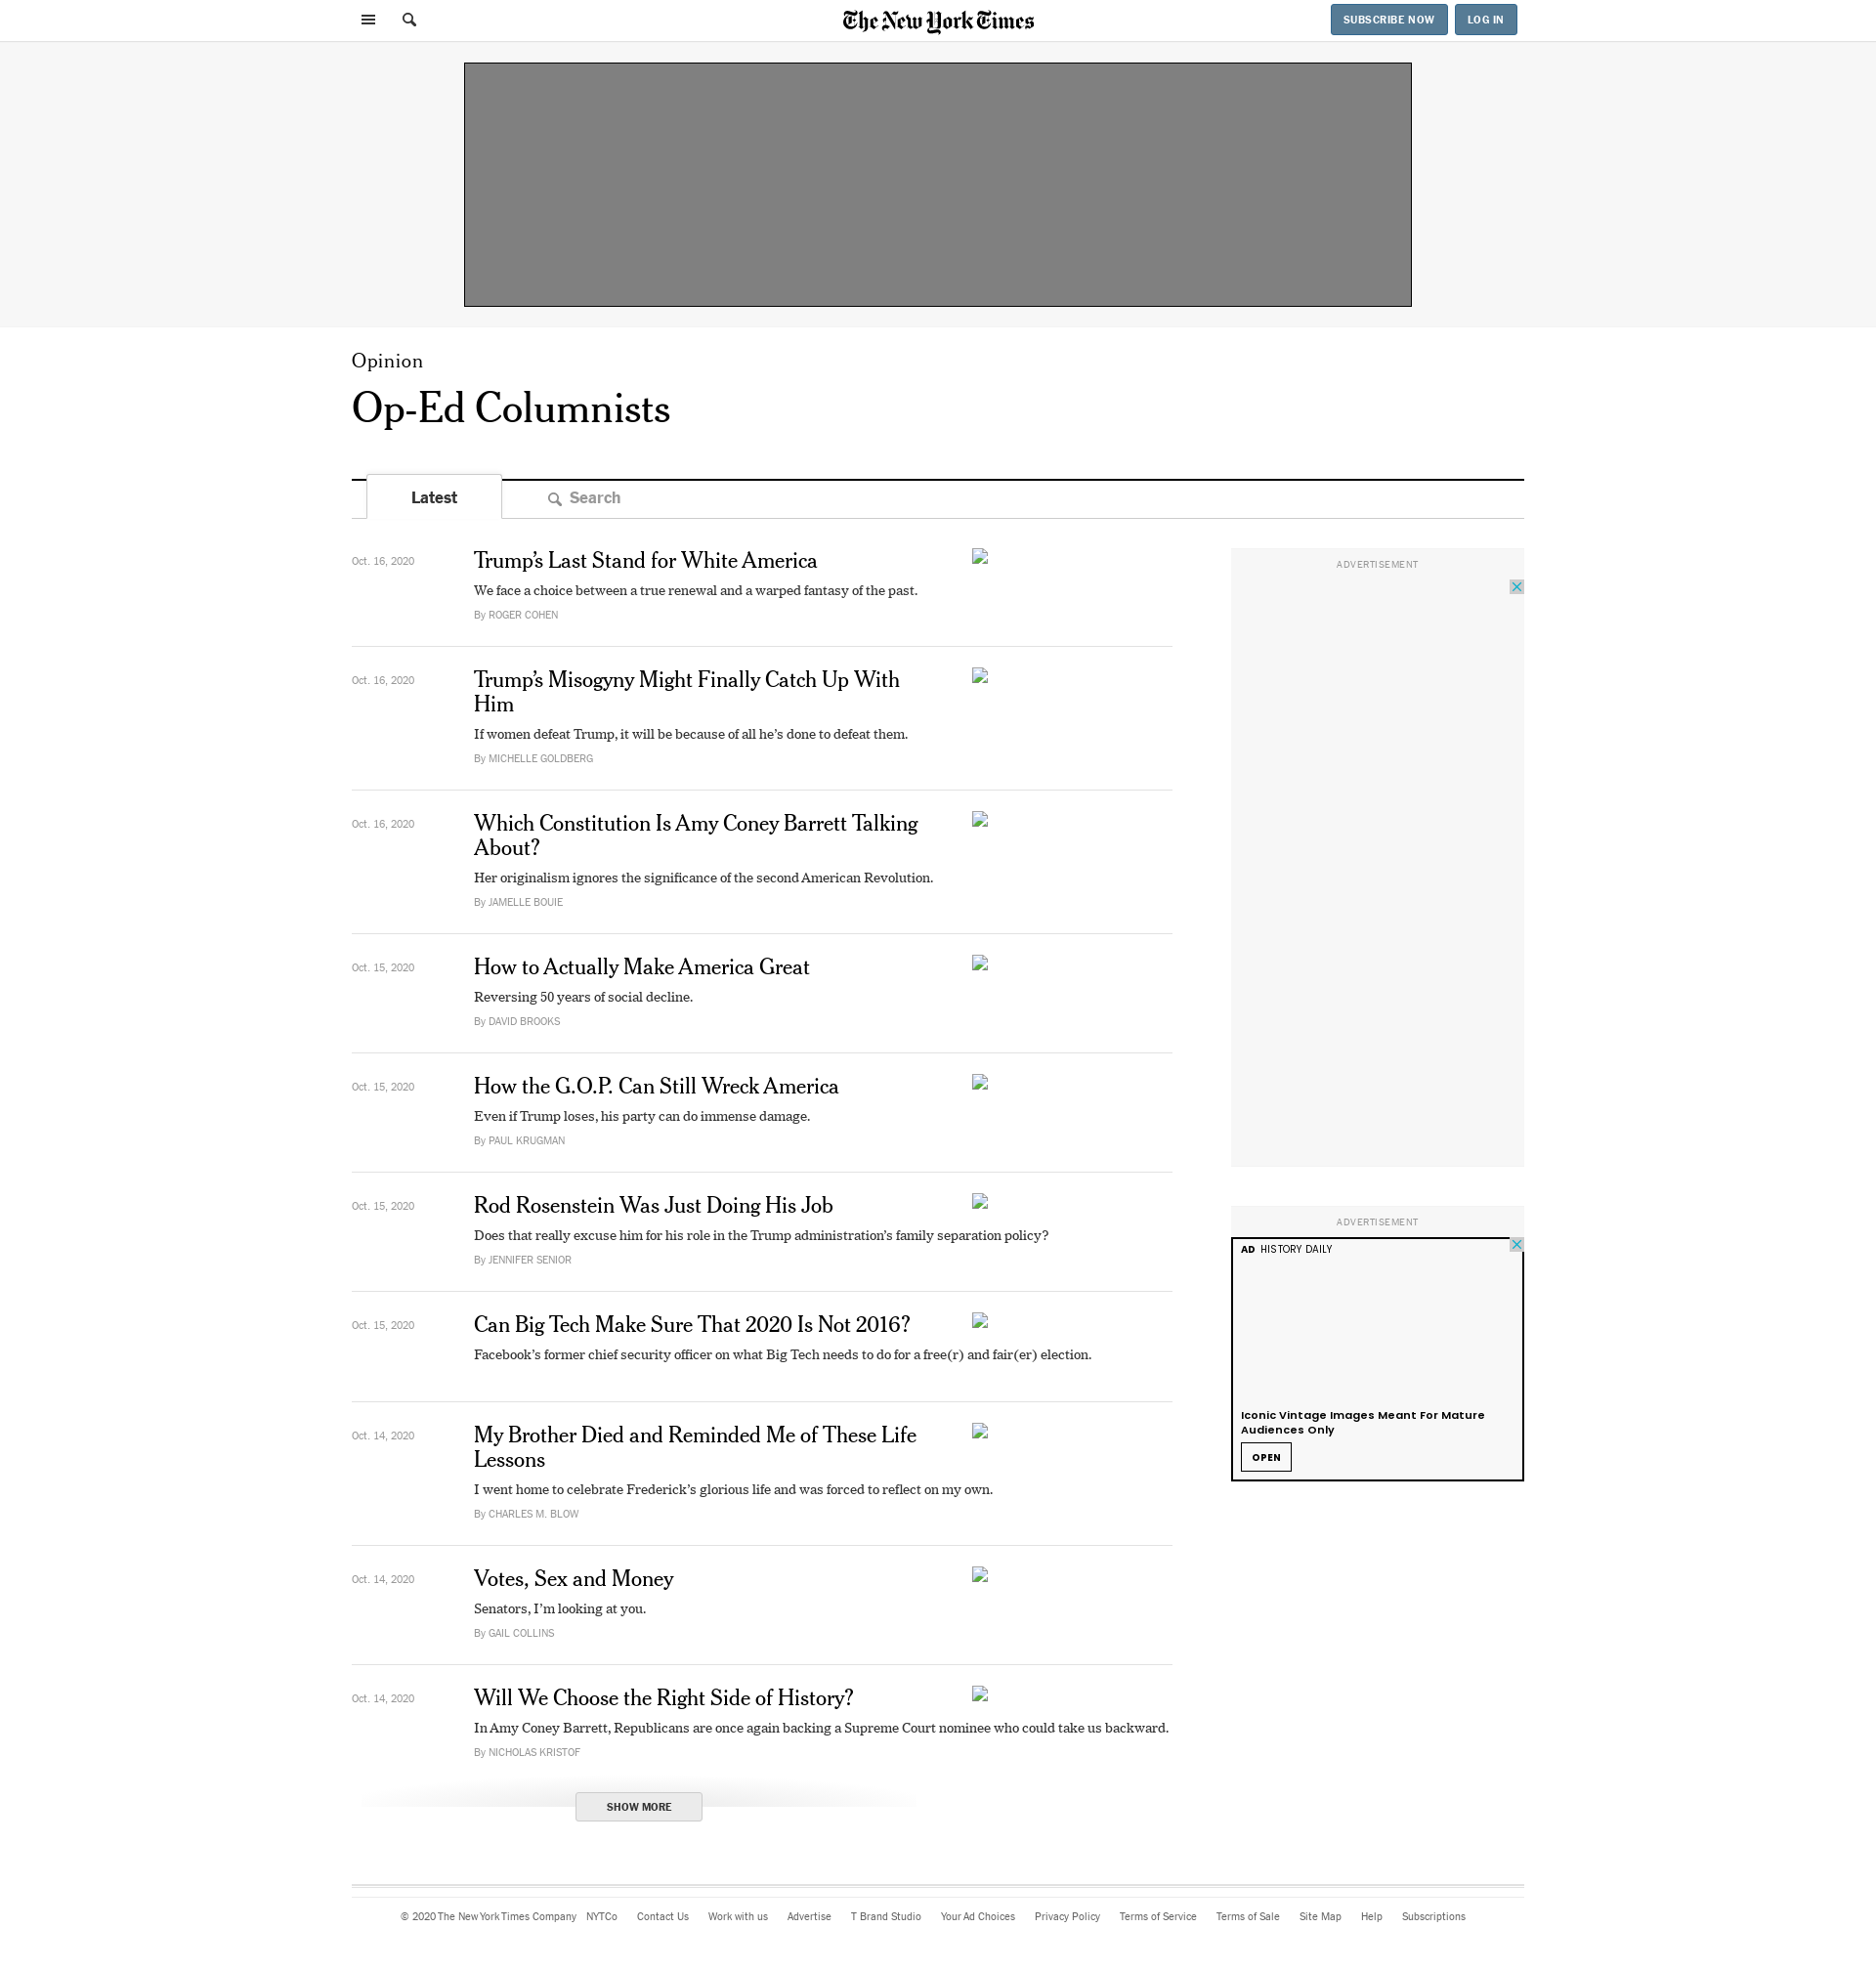 The New York Times
SUBSCRIBE NOW
LOG IN
Opinion
Op-Ed Columnists
Latest
Search
Oct. 16, 2020
Trump’s Last Stand for White America
We face a choice between a true renewal and a warped fantasy of the past.
By ROGER COHEN
Oct. 16, 2020
Trump’s Misogyny Might Finally Catch Up With
Him
If women defeat Trump, it will be because of all he’s done to defeat them.
By MICHELLE GOLDBERG
Oct. 16, 2020
Which Constitution Is Amy Coney Barrett Talking
About?
Her originalism ignores the significance of the second American Revolution.
By JAMELLE BOUIE
Oct. 15, 2020
How to Actually Make America Great
Reversing 50 years of social decline.
By DAVID BROOKS
Oct. 15, 2020
How the G.O.P. Can Still Wreck America
Even if Trump loses, his party can do immense damage.
By PAUL KRUGMAN
Oct. 15, 2020
Rod Rosenstein Was Just Doing His Job
Does that really excuse him for his role in the Trump administration’s family separation policy?
By JENNIFER SENIOR
Oct. 15, 2020
Can Big Tech Make Sure That 2020 Is Not 2016?
Facebook’s former chief security officer on what Big Tech needs to do for a free(r) and fair(er) election.
Oct. 14, 2020
My Brother Died and Reminded Me of These Life
Lessons
I went home to celebrate Frederick’s glorious life and was forced to reflect on my own.
By CHARLES M. BLOW
Oct. 14, 2020
Votes, Sex and Money
Senators, I’m looking at you.
By GAIL COLLINS
Oct. 14, 2020
Will We Choose the Right Side of History?
In Amy Coney Barrett, Republicans are once again backing a Supreme Court nominee who could take us backward.
By NICHOLAS KRISTOF
SHOW MORE
ADVERTISEMENT
ADVERTISEMENT
AD HISTORY DAILY
Iconic Vintage Images Meant For Mature
Audiences Only
OPEN
© 2020 The New York Times Company NYTCo Contact Us Work with us Advertise T Brand Studio Your Ad Choices Privacy Policy Terms of Service Terms of Sale Site Map Help Subscriptions